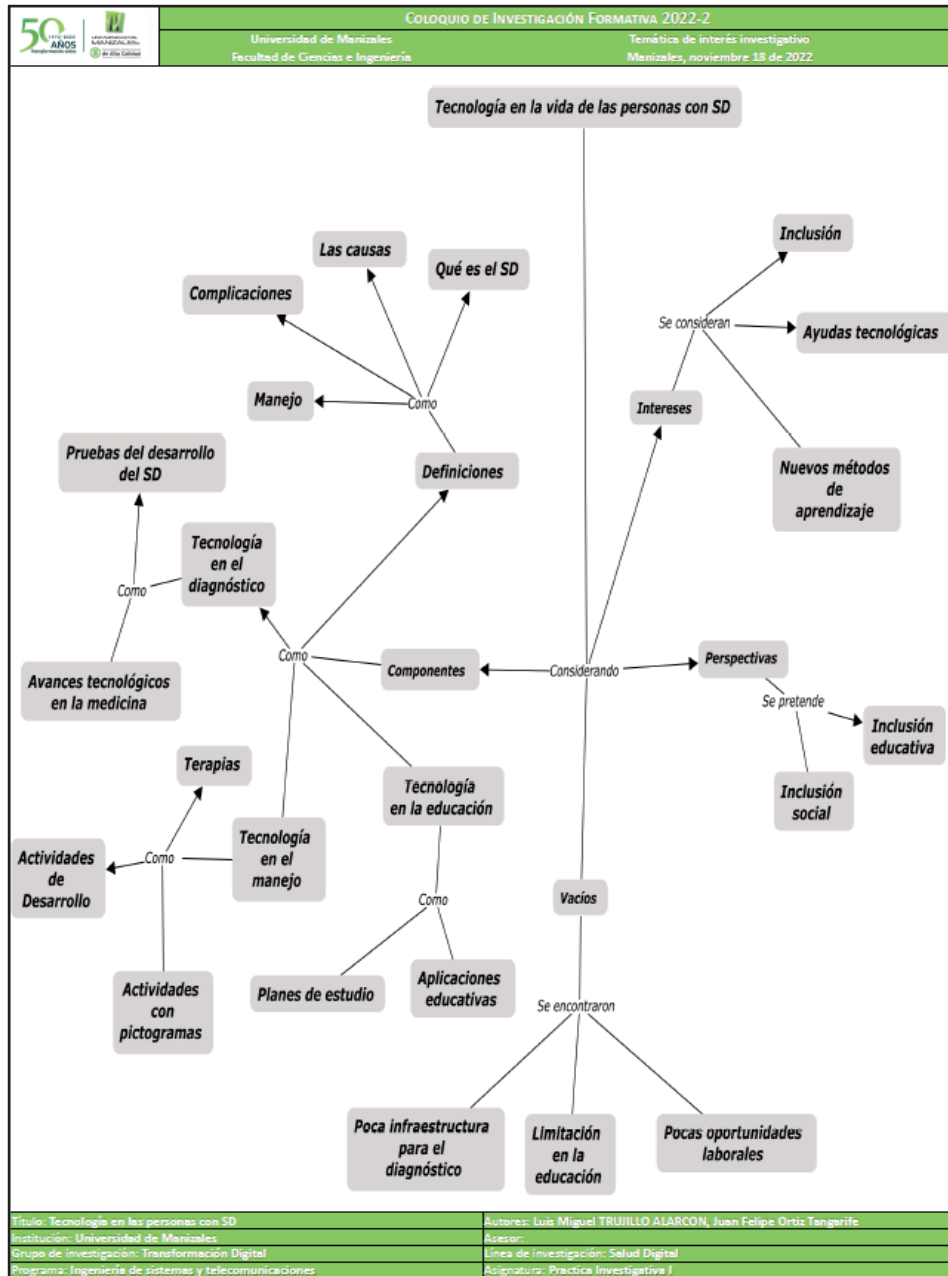 50 AÑOS
1972-2022
UNIVERSIDAD DE
MANIZALES
de Alta Calidad
COLOQUIO DE INVESTIGACIÓN FORMATIVA 2022-2
Universidad de Manizales
Temática de interés investigativo
Facultad de Ciencias e Ingeniería
Manizales, noviembre 18 de 2022
Tecnología en la vida de las personas con SD
Inclusión
Las causas
Qué es el SD
Complicaciones
Se consideran
Ayudas tecnológicas
Manejo
Como
Intereses
Pruebas del desarrollo
del SD
Definiciones
Nuevos métodos
de
aprendizaje
Tecnología
en el
diagnóstico
Como
Como
Componentes
Considerando
Perspectivas
Avances tecnológicos
en la medicina
Se pretende
Inclusión
educativa
Terapias
Tecnología
en la educación
Inclusión
social
Actividades
de
Desarrollo
Como
Tecnología
en el
manejo
Vacíos
Como
Planes de estudio
Aplicaciones
educativas
Actividades
con
pictogramas
Se encontraron
Poca infraestructura
para el
diagnóstico
Limitación
en la
educación
Pocas oportunidades
laborales
Título: Tecnología en las personas con SD
Autores: Luis Miguel TRUJILLO ALARCON, Juan Felipe Ortiz Tangarife
Institución: Universidad de Manizales
Asesor:
Grupo de investigación: Transformación Digital
Línea de investigación: Salud Digital
Programa: Ingeniería de sistemas y telecomunicaciones
Asignatura: Practica Investigativa I